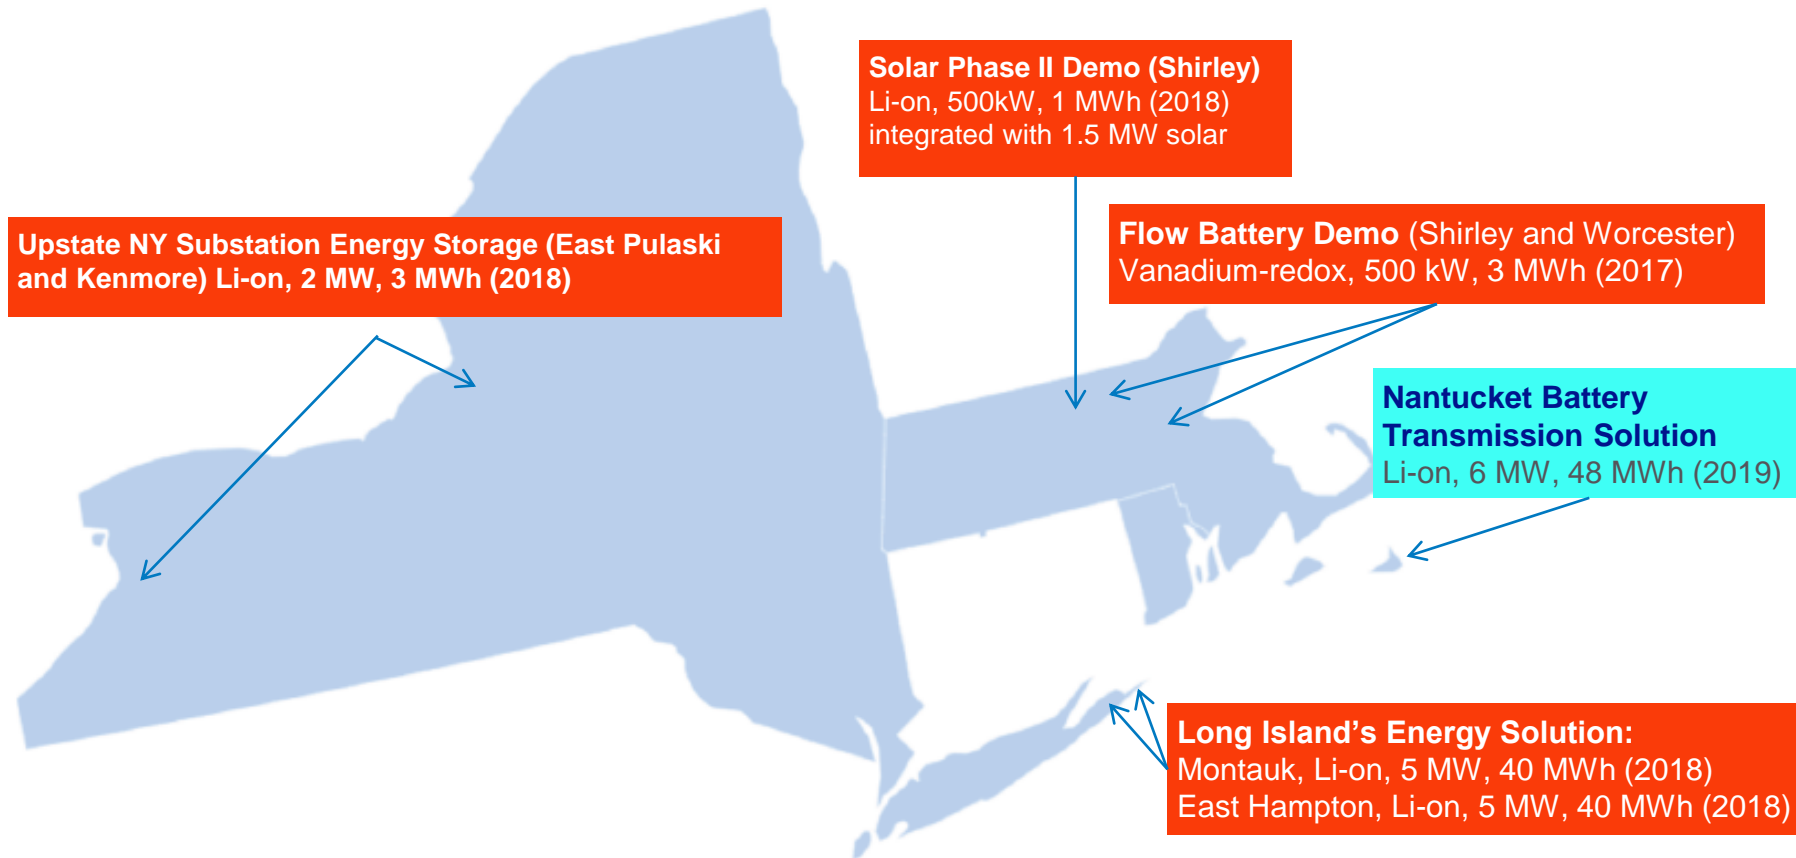 Solar Phase II Demo (Shirley)
Li-on, 500kW, 1 MWh (2018)
integrated with 1.5 MW solar
Upstate NY Substation Energy Storage (East Pulaski
and Kenmore) Li-on, 2 MW, 3 MWh (2018)
Flow Battery Demo (Shirley and Worcester)
Vanadium-redox, 500 kW, 3 MWh (2017)
Nantucket Battery
Transmission Solution
Li-on, 6 MW, 48 MWh (2019)
Long Island's Energy Solution:
Montauk, Li-on, 5 MW, 40 MWh (2018)
East Hampton, Li-on, 5 MW, 40 MWh (2018)